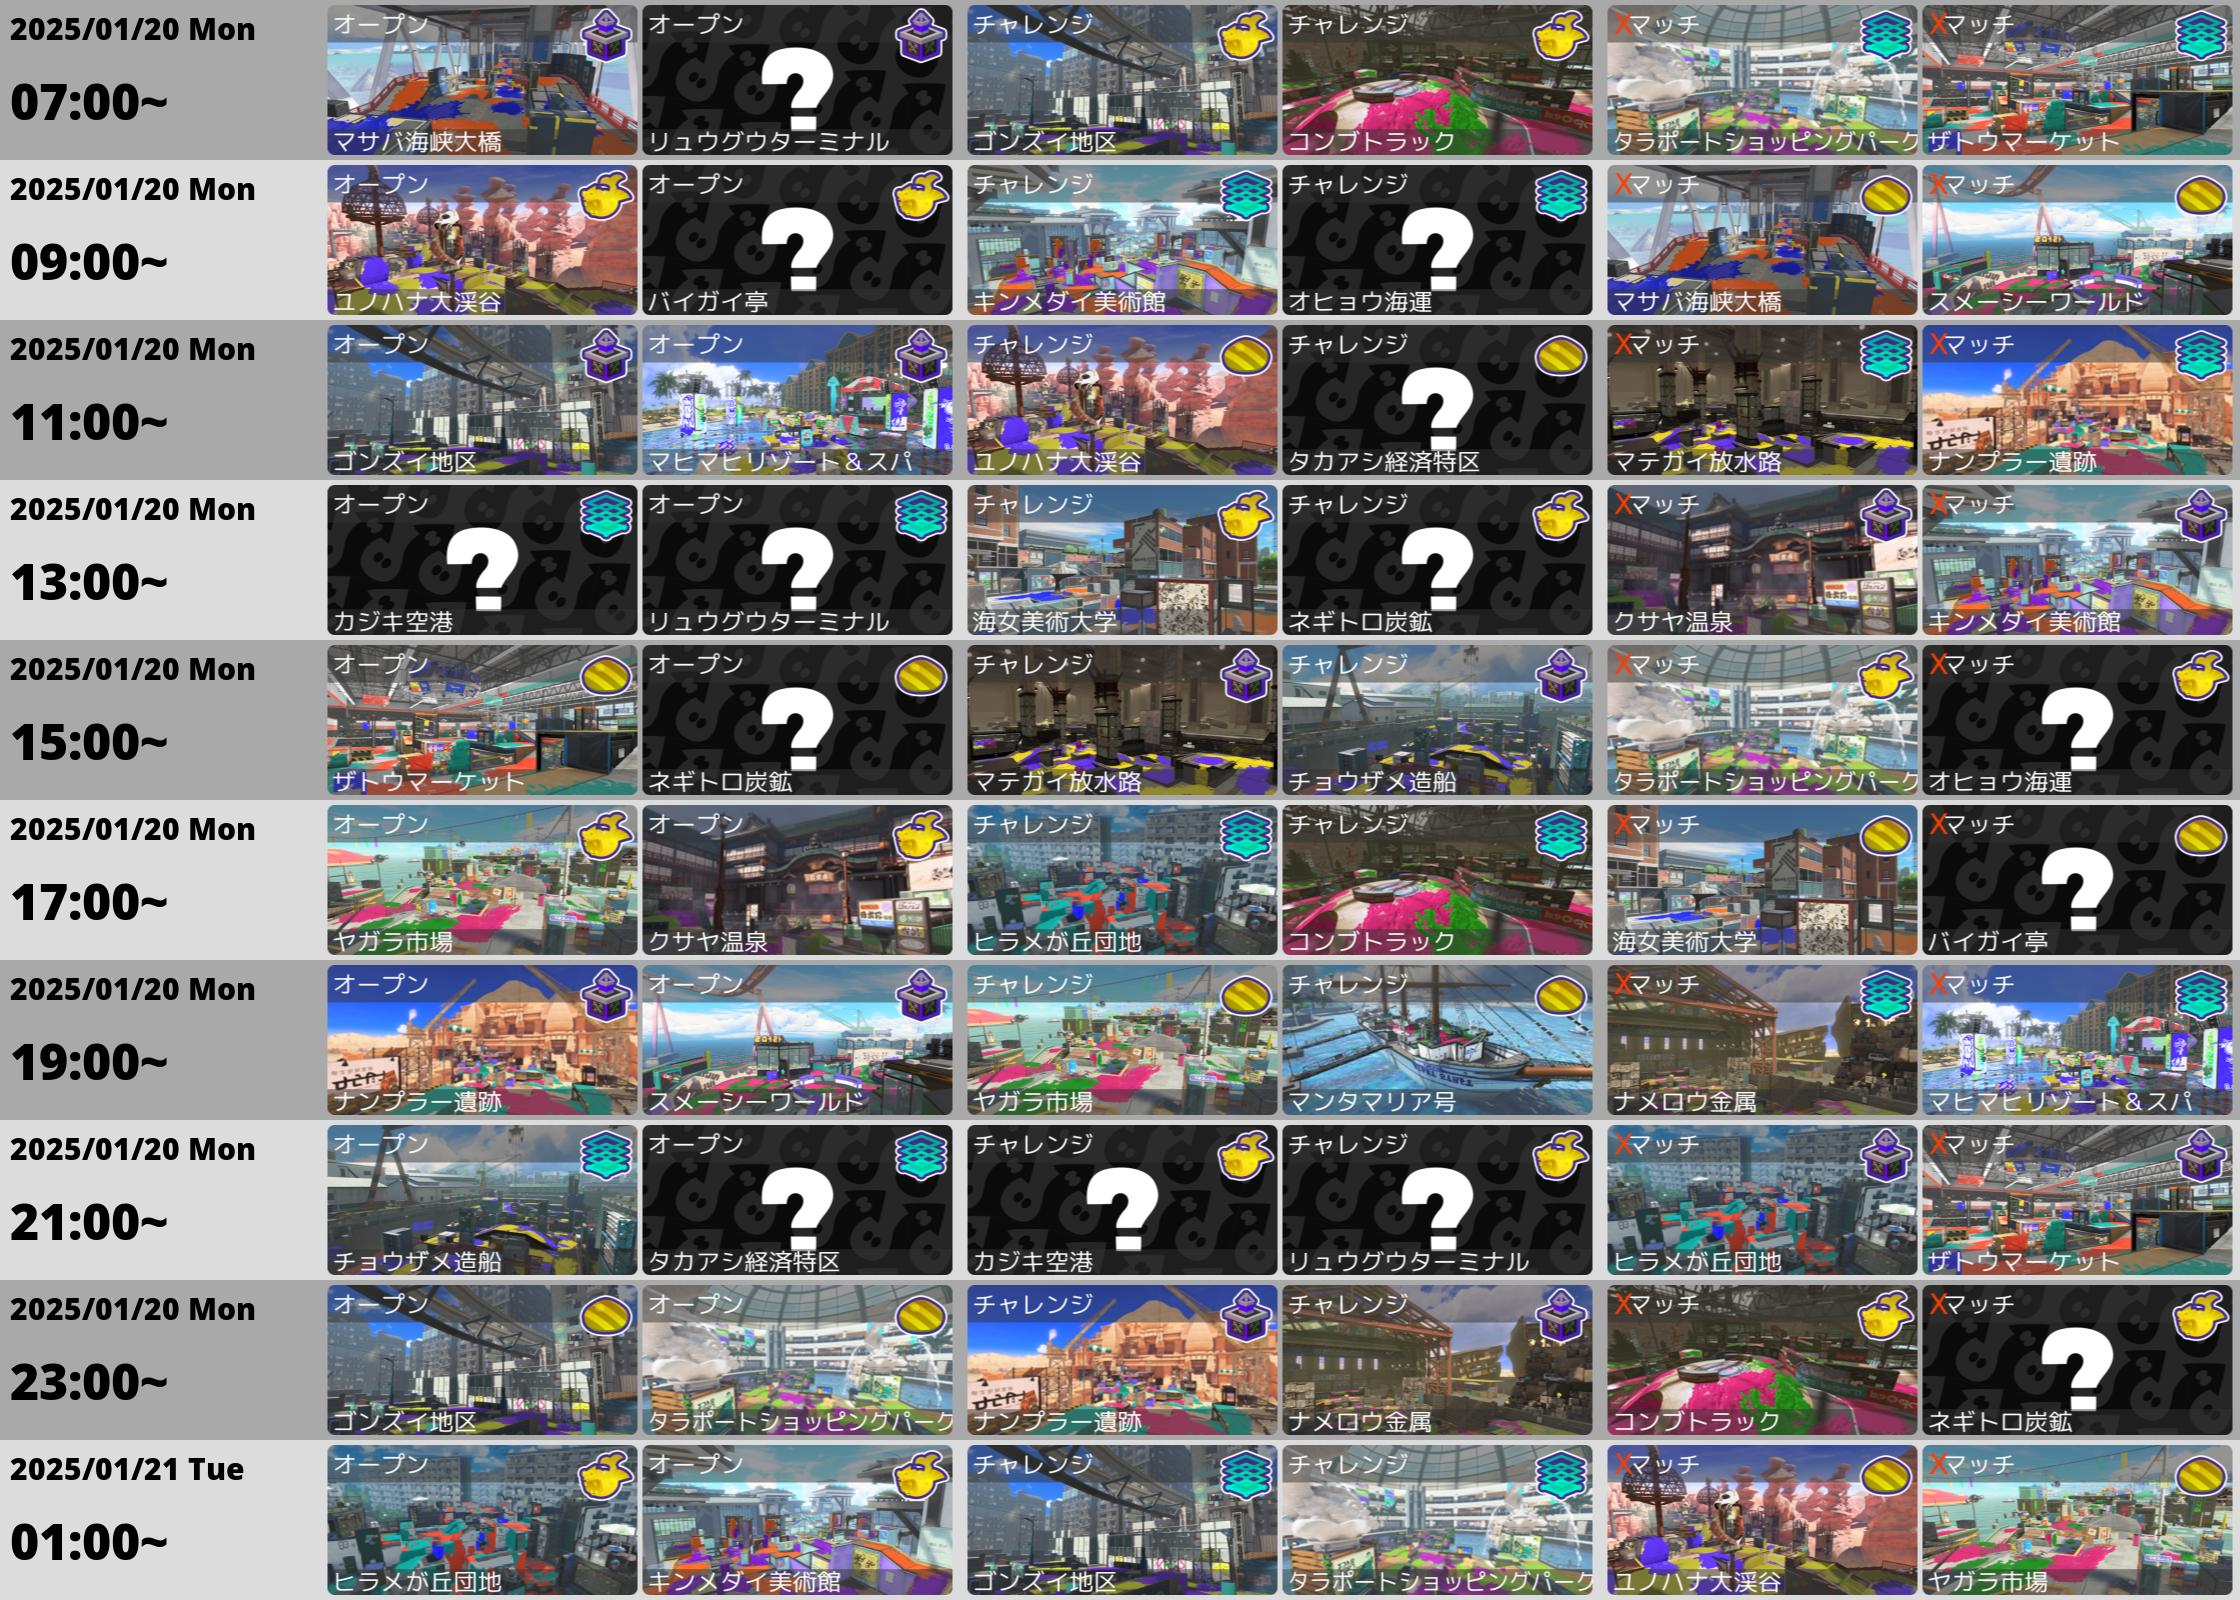 2025/01/20 Mon
07:00~
オープン
マサバ海峡大橋
オープン
リュウグウターミナル
チャレンジ
ゴンズイ地区
チャレンジ
コンブトラック
Xマッチ
タラポートショッピングパーク
Xマッチ
ザトウマーケット
2025/01/20 Mon
09:00~
オープン
ユノハナ大渓谷
オープン
バイガイ亭
チャレンジ
キンメダイ美術館
チャレンジ
オヒョウ海運
Xマッチ
マサバ海峡大橋
Xマッチ
スメーシーワールド
2025/01/20 Mon
11:00~
オープン
ゴンズイ地区
オープン
マヒマヒリゾート＆スパ
チャレンジ
ユノハナ大渓谷
チャレンジ
タカアシ経済特区
Xマッチ
マテガイ放水路
Xマッチ
ナンプラー遺跡
2025/01/20 Mon
13:00~
オープン
カジキ空港
オープン
リュウグウターミナル
チャレンジ
海女美術大学
チャレンジ
ネギトロ炭鉱
Xマッチ
クサヤ温泉
Xマッチ
キンメダイ美術館
2025/01/20 Mon
15:00~
オープン
ザトウマーケット
オープン
ネギトロ炭鉱
チャレンジ
マテガイ放水路
チャレンジ
チョウザメ造船
Xマッチ
タラポートショッピングパーク
Xマッチ
オヒョウ海運
2025/01/20 Mon
17:00~
オープン
ヤガラ市場
オープン
クサヤ温泉
チャレンジ
ヒラメが丘団地
チャレンジ
コンブトラック
Xマッチ
海女美術大学
Xマッチ
バイガイ亭
2025/01/20 Mon
19:00~
オープン
ナンプラー遺跡
オープン
スメーシーワールド
チャレンジ
ヤガラ市場
チャレンジ
マンタマリア号
Xマッチ
ナメロウ金属
Xマッチ
マヒマヒリゾート＆スパ
2025/01/20 Mon
21:00~
オープン
チョウザメ造船
オープン
タカアシ経済特区
チャレンジ
カジキ空港
チャレンジ
リュウグウターミナル
Xマッチ
ヒラメが丘団地
Xマッチ
ザトウマーケット
2025/01/20 Mon
23:00~
オープン
ゴンズイ地区
オープン
タラポートショッピングパーク
チャレンジ
ナンプラー遺跡
チャレンジ
ナメロウ金属
Xマッチ
コンブトラック
Xマッチ
ネギトロ炭鉱
2025/01/21 Tue
01:00~
オープン
ヒラメが丘団地
オープン
キンメダイ美術館
チャレンジ
ゴンズイ地区
チャレンジ
タラポートショッピングパーク
Xマッチ
ユノハナ大渓谷
Xマッチ
ヤガラ市場